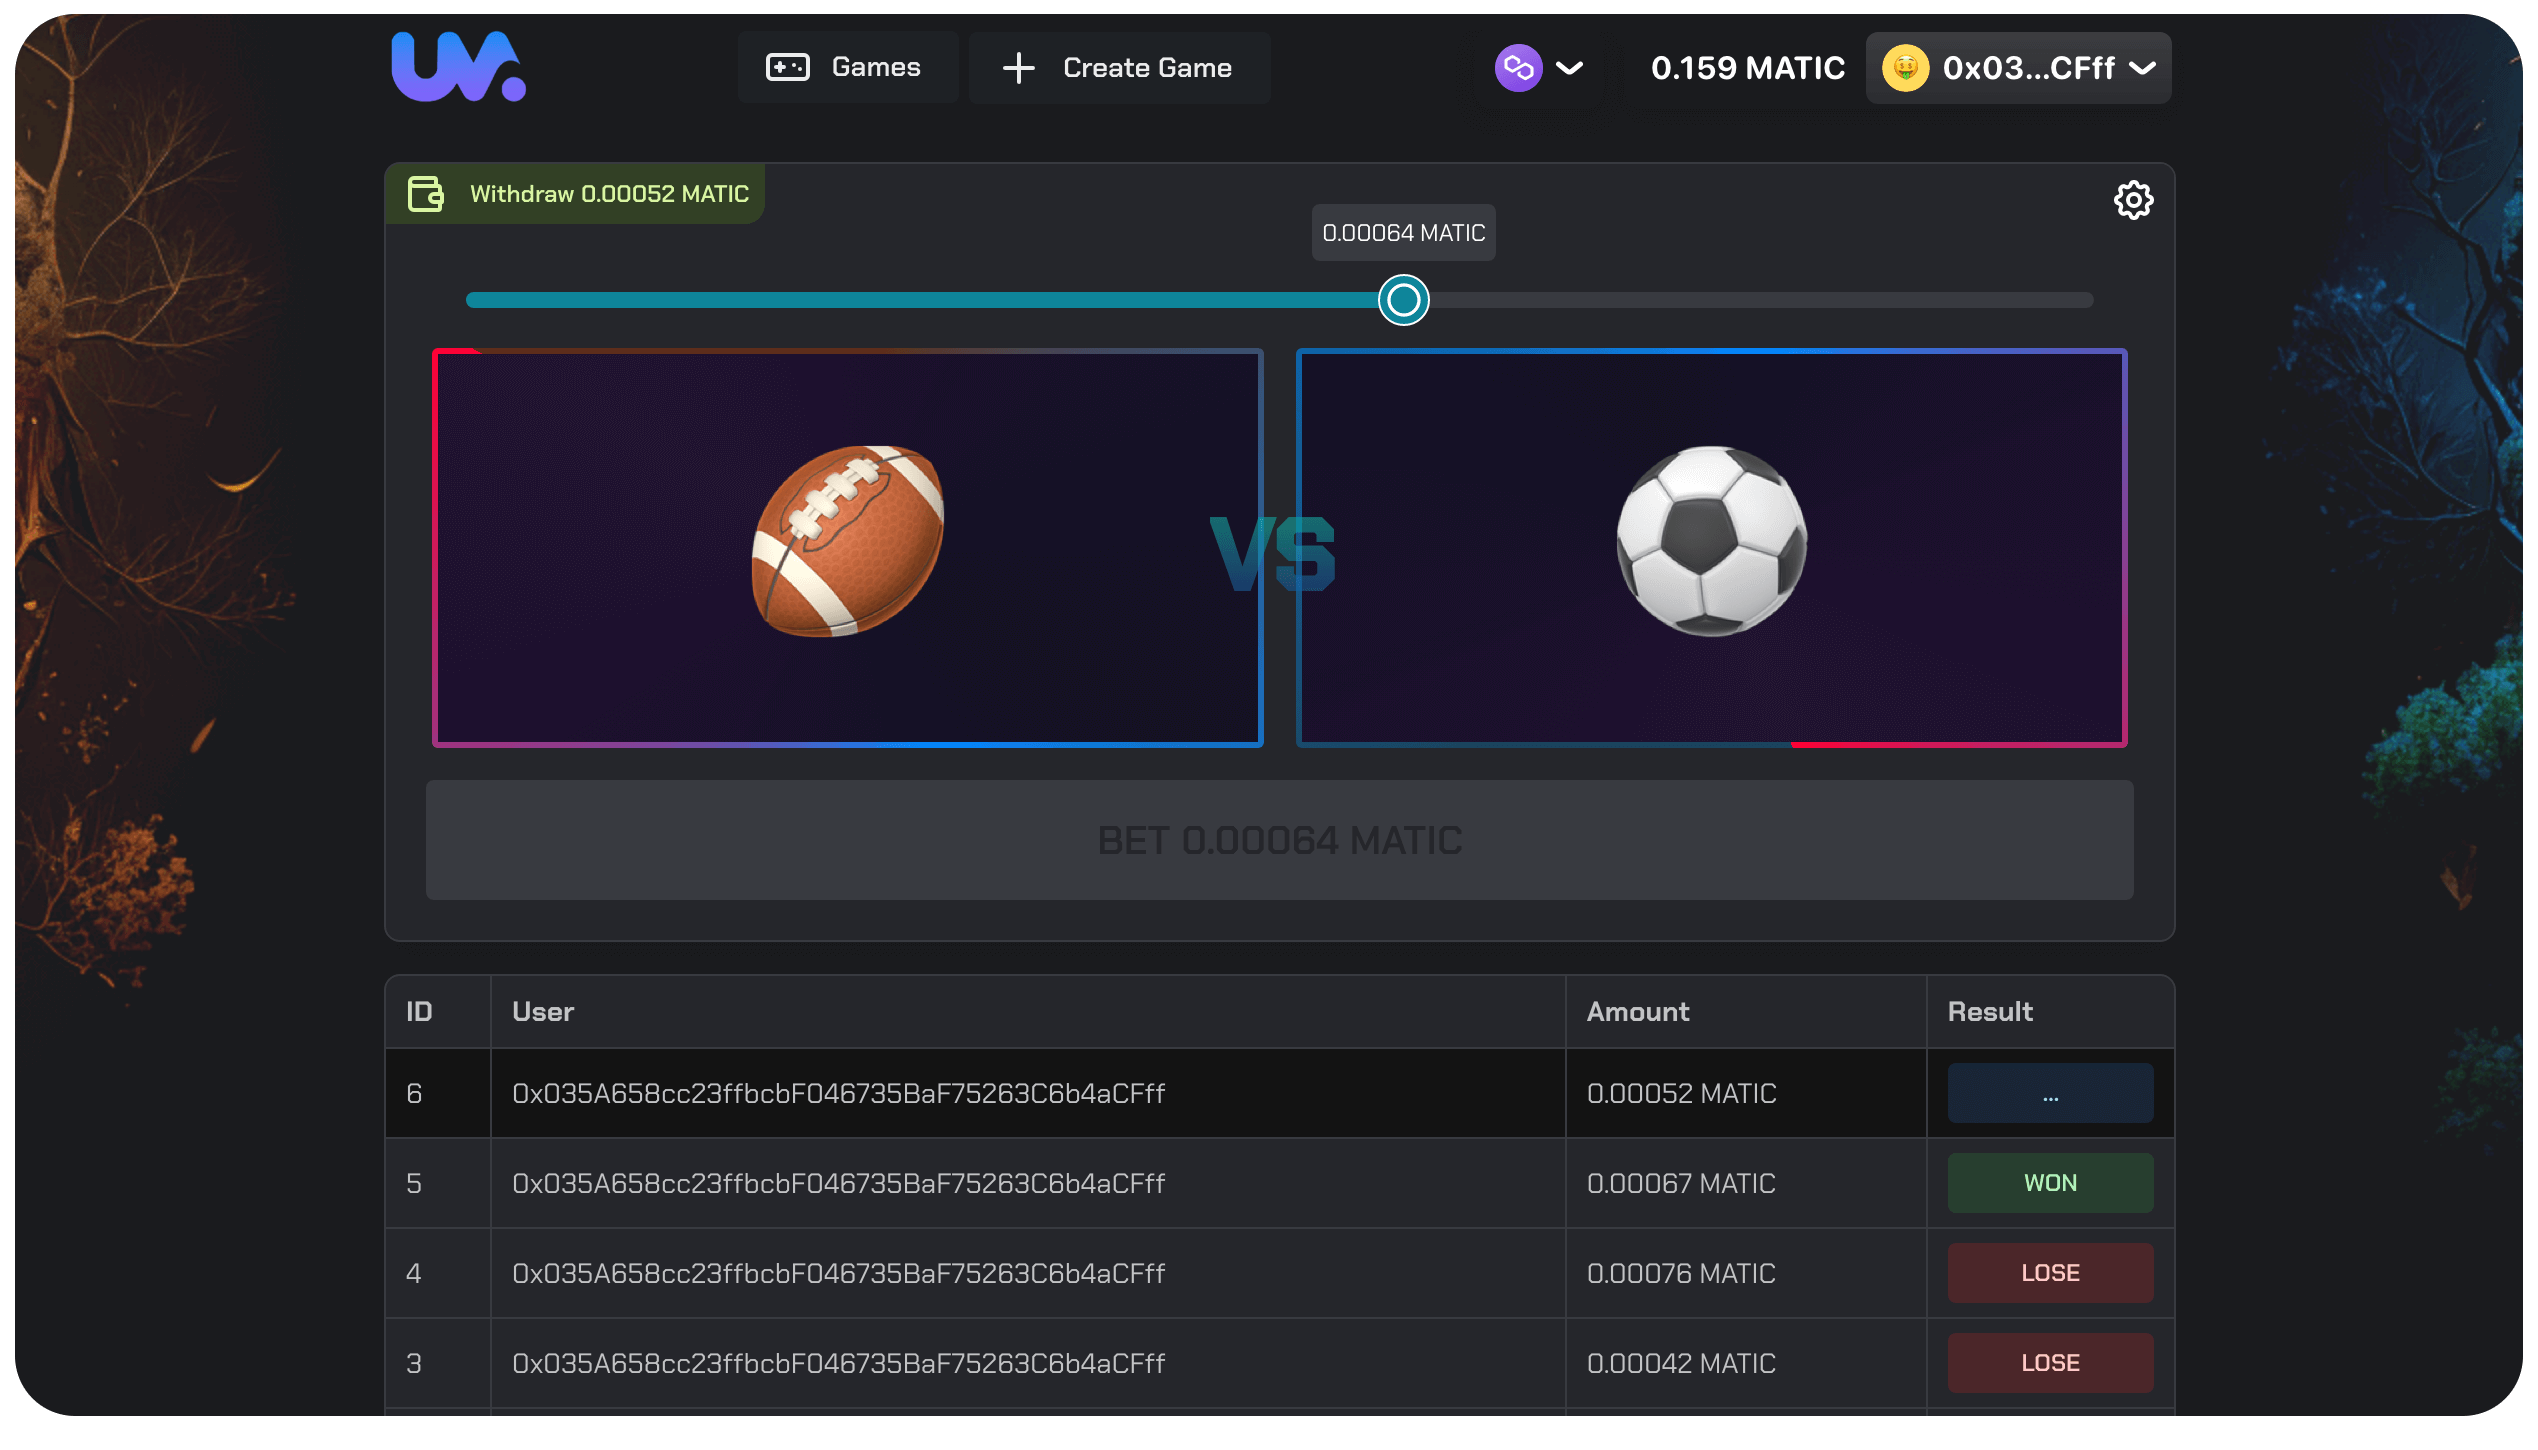 UW.
Games
Create Game
0.159 MATIC
0x03...CFff
Withdraw 0.00052 MATIC
0.00064 MATIC
VS
BET 0.00064 MATIC
ID User Amount Result
6 0x035A658cc23ffbcbF046735BaF75263C6b4aCFff 0.00052 MATIC ...
5 0x035A658cc23ffbcbF046735BaF75263C6b4aCFff 0.00067 MATIC WON
4 0x035A658cc23ffbcbF046735BaF75263C6b4aCFff 0.00076 MATIC LOSE
3 0x035A658cc23ffbcbF046735BaF75263C6b4aCFff 0.00042 MATIC LOSE